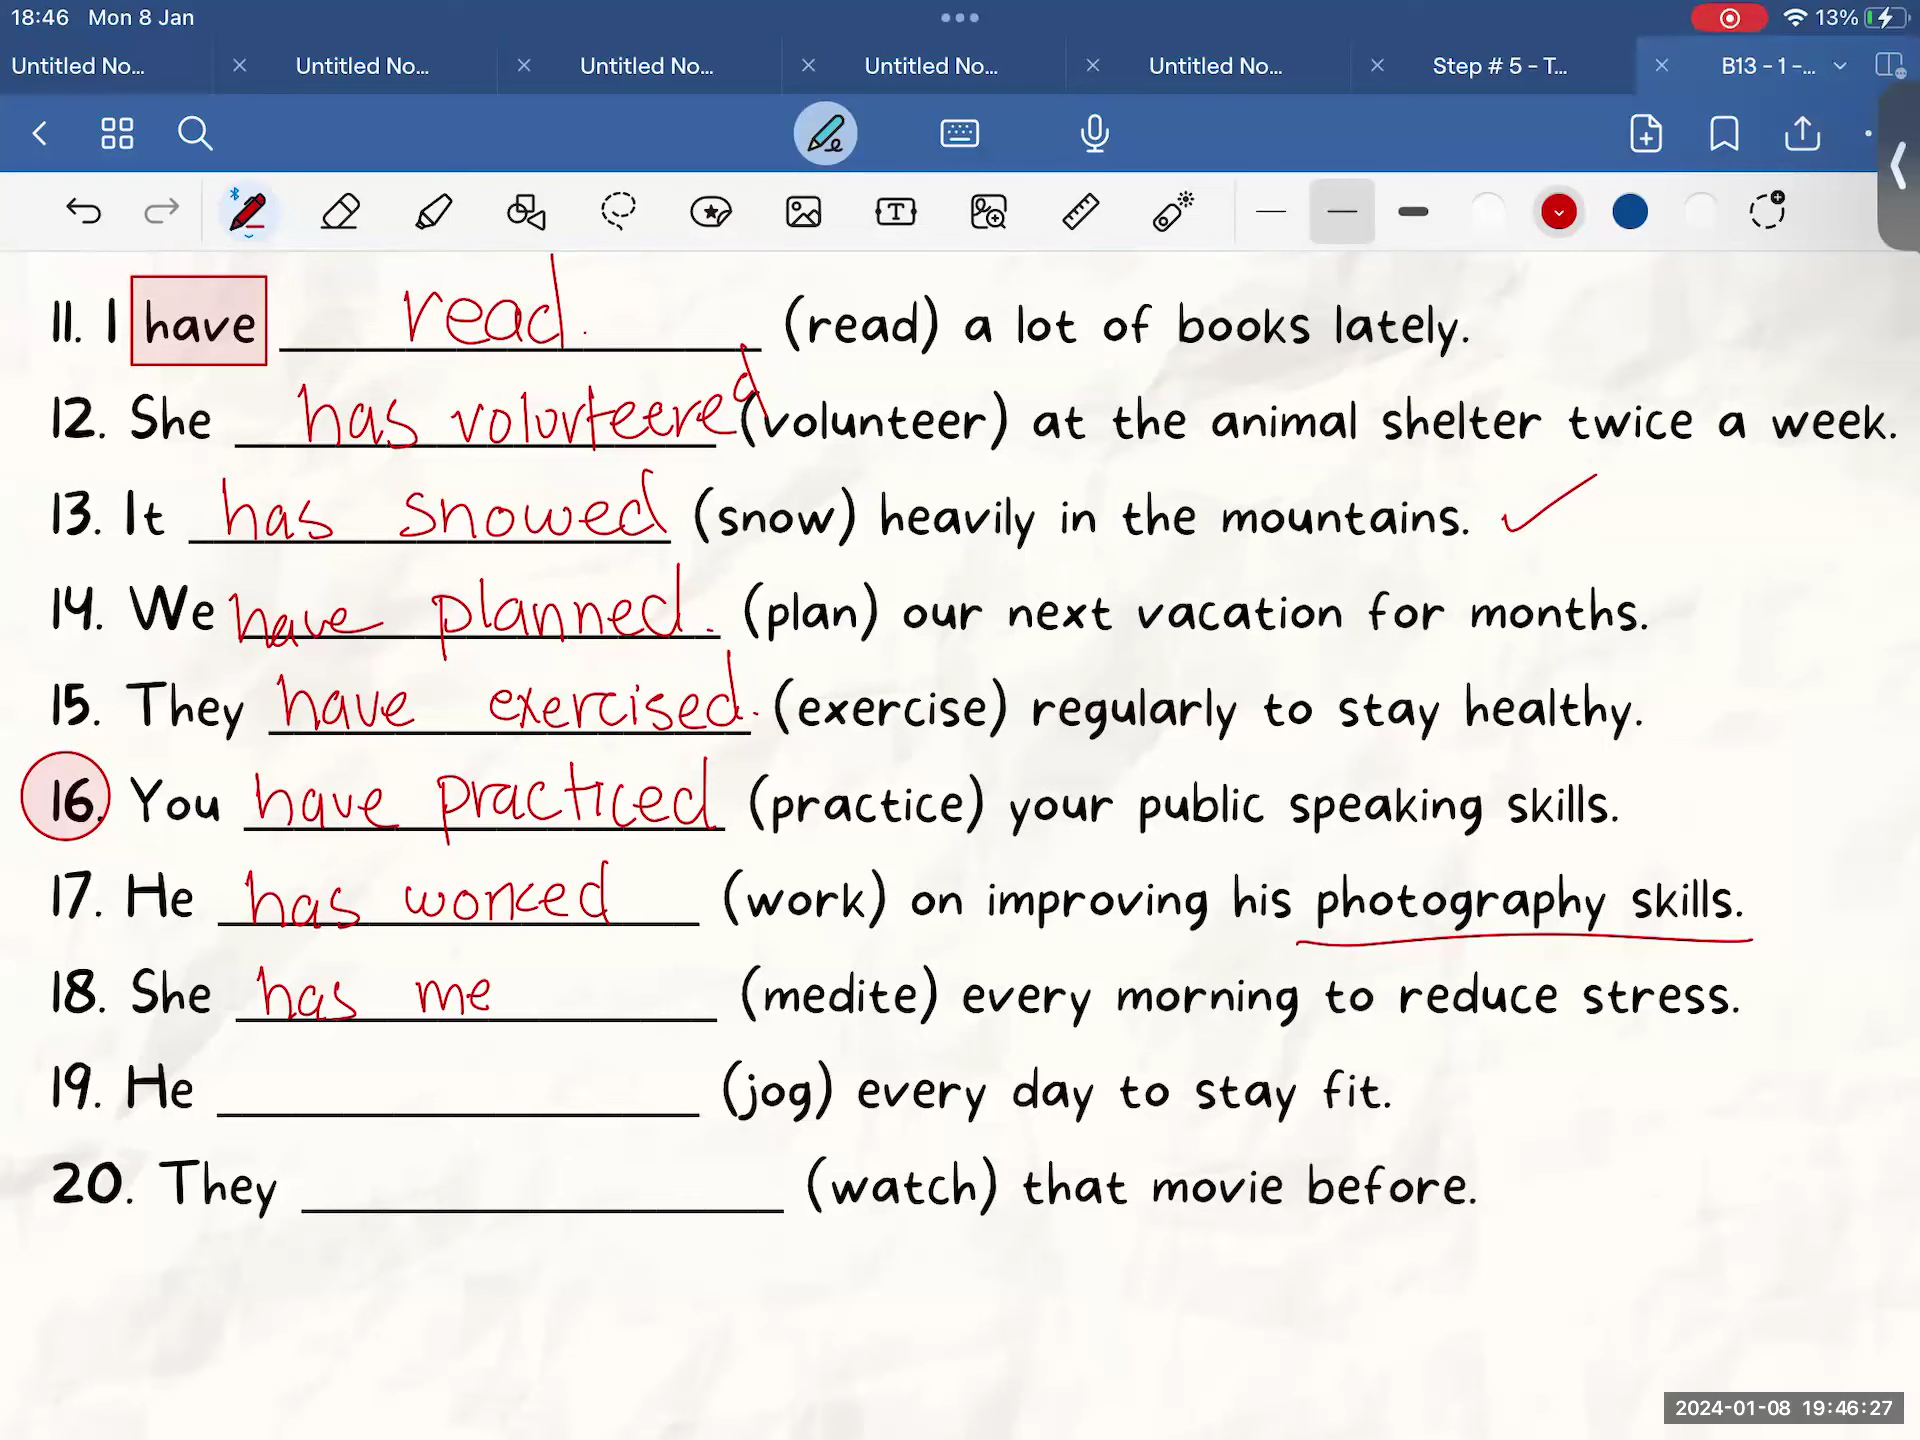 18:46 Mon 8 Jan 13%
Untitled No... Untitled No... Untitled No... Untitled No... Untitled No... Step # 5 - T... B13 - 1 -...
11. I have read. (read) a lot of books lately.
12. She has volunteered (volunteer) at the animal shelter twice a week.
13. It has snowed (snow) heavily in the mountains.
14. We have planned. (plan) our next vacation for months.
15. They have exercised. (exercise) regularly to stay healthy.
16. You have practiced (practice) your public speaking skills.
17. He has worked (work) on improving his photography skills.
18. She has me (medite) every morning to reduce stress.
19. He (jog) every day to stay fit.
20. They (watch) that movie before.
2024-01-08 19:46:27